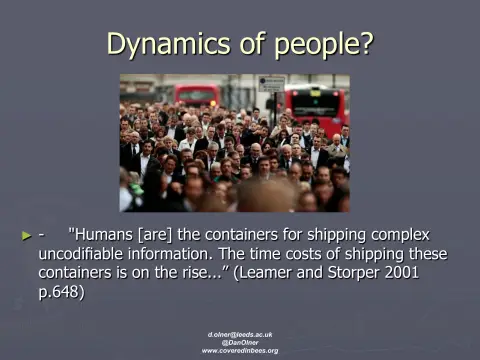 Dynamics of people?
► - "Humans [are] the containers for shipping complex
uncodifiable information. The time costs of shipping these
containers is on the rise...” (Leamer and Storper 2001
p.648)
d.olner@leeds.ac.uk
@DanOlner
www.coveredinbees.org